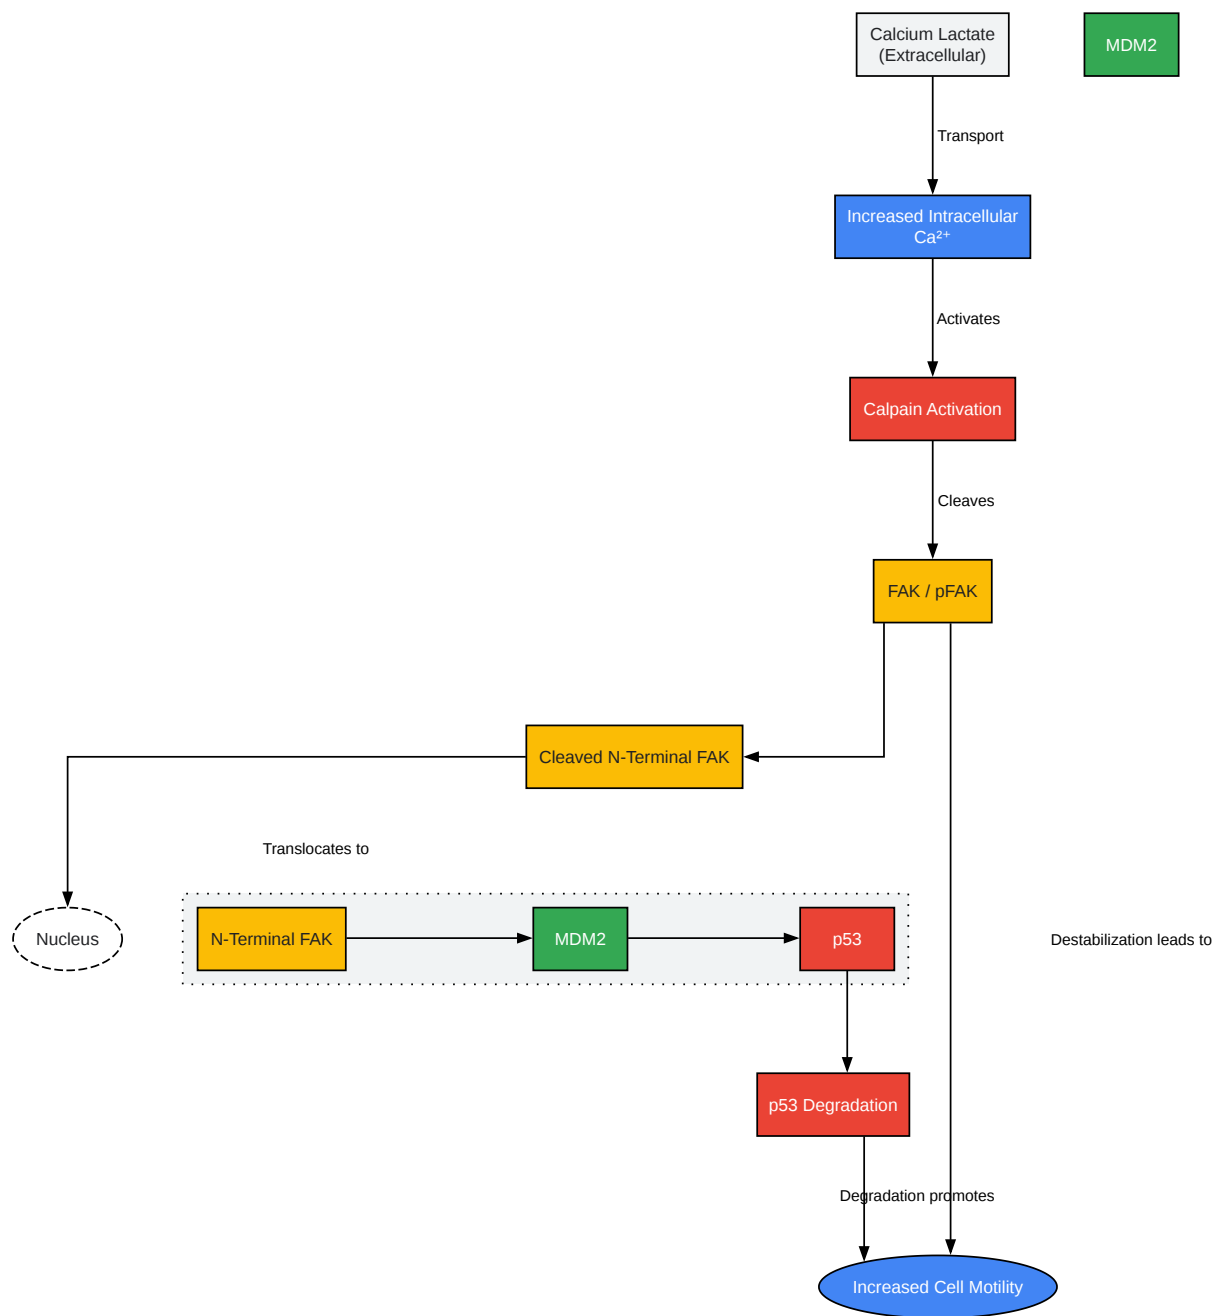 Calcium Lactate
(Extracellular)
MDM2
Transport
Increased Intracellular
Ca²⁺
Activates
Calpain Activation
Cleaves
FAK / pFAK
Cleaved N-Terminal FAK
Translocates to
Nucleus
N-Terminal FAK
MDM2
p53
Destabilization leads to
p53 Degradation
Degradation promotes
Increased Cell Motility